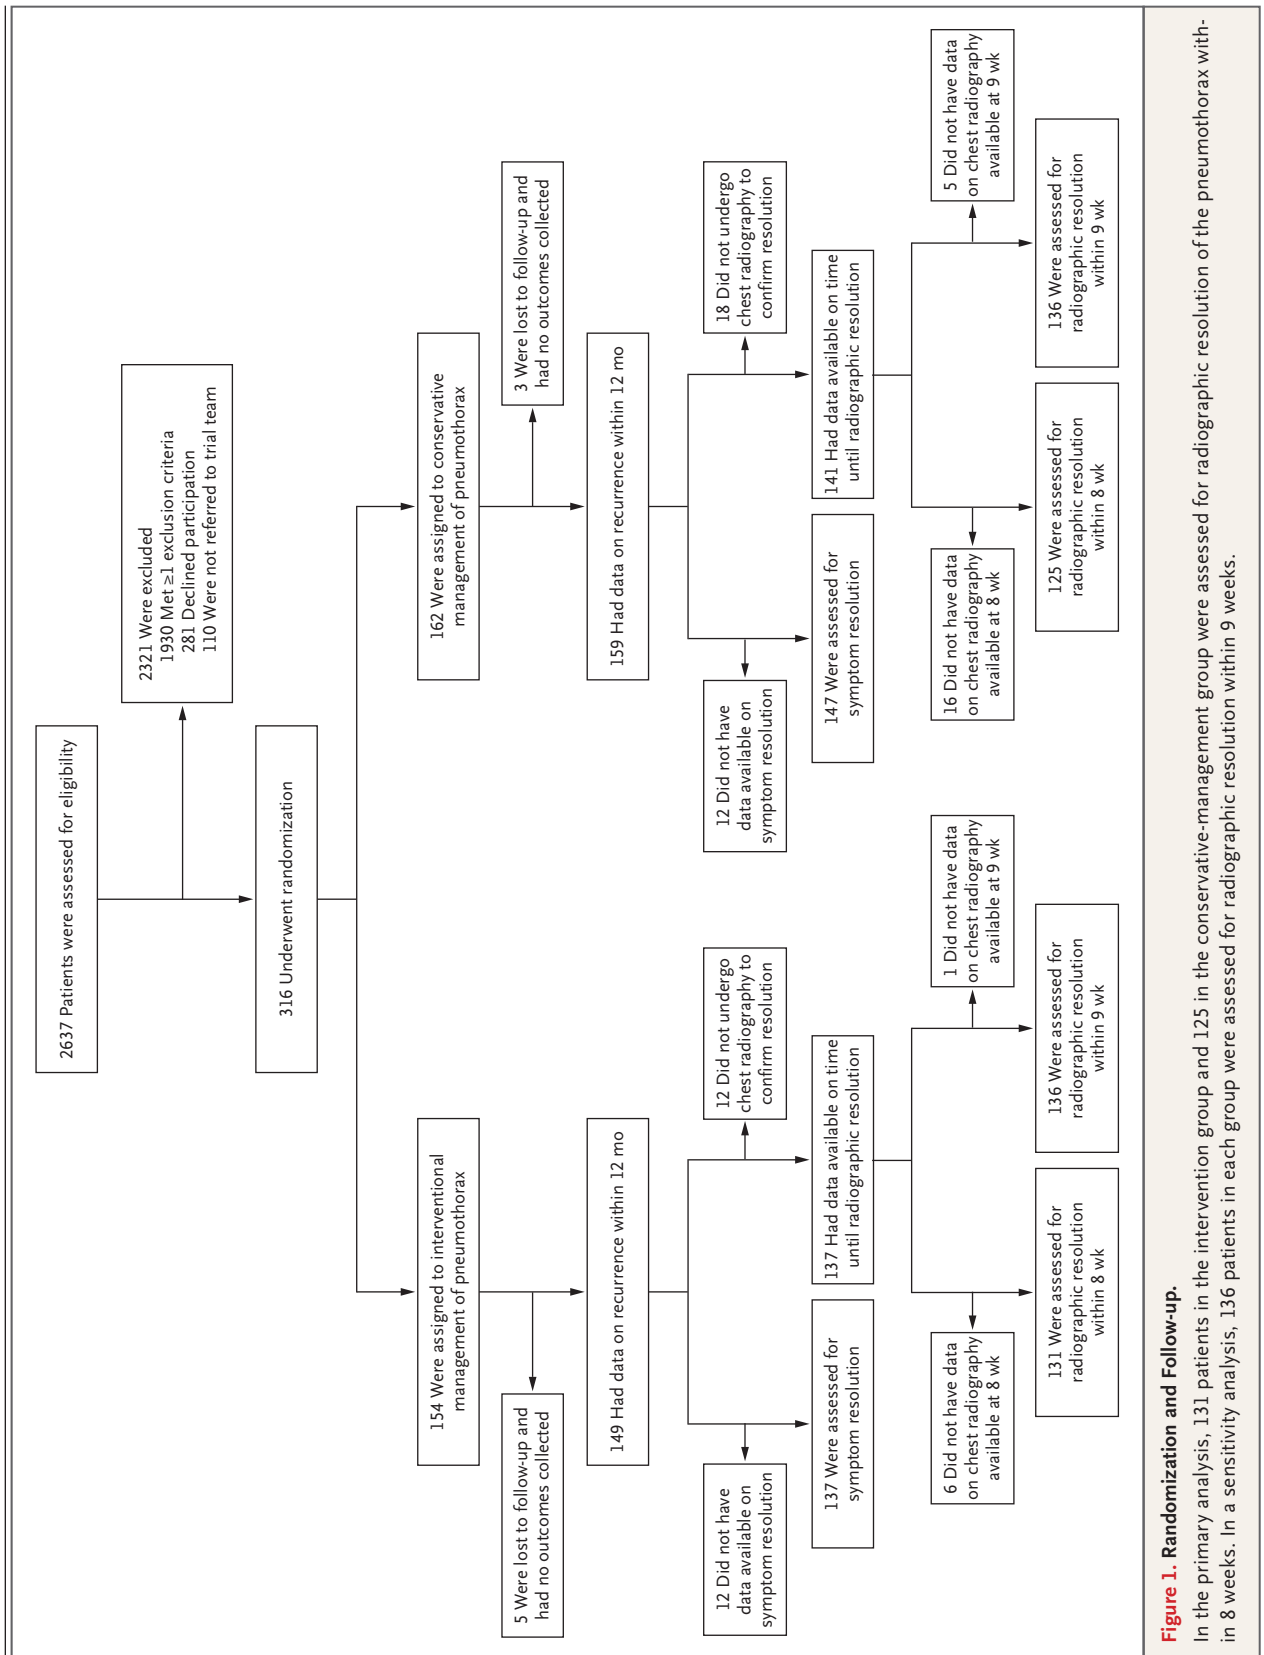 2637 Patients were assessed for eligibility
2321 Were excluded
1930 Met ≥1 exclusion criteria
281 Declined participation
110 Were not referred to trial team
316 Underwent randomization
154 Were assigned to interventional
management of pneumothorax
162 Were assigned to conservative
management of pneumothorax
5 Were lost to follow-up and
had no outcomes collected
3 Were lost to follow-up and
had no outcomes collected
149 Had data on recurrence within 12 mo
159 Had data on recurrence within 12 mo
12 Did not have
data available on
symptom resolution
12 Did not undergo
chest radiography to
confirm resolution
12 Did not have
data available on
symptom resolution
18 Did not undergo
chest radiography to
confirm resolution
137 Were assessed for
symptom resolution
137 Had data available on time
until radiographic resolution
147 Were assessed for
symptom resolution
141 Had data available on time
until radiographic resolution
6 Did not have data
on chest radiography
available at 8 wk
1 Did not have data
on chest radiography
available at 9 wk
16 Did not have data
on chest radiography
available at 8 wk
5 Did not have data
on chest radiography
available at 9 wk
131 Were assessed for
radiographic resolution
within 8 wk
136 Were assessed for
radiographic resolution
within 9 wk
125 Were assessed for
radiographic resolution
within 8 wk
136 Were assessed for
radiographic resolution
within 9 wk
Figure 1. Randomization and Follow-up.
In the primary analysis, 131 patients in the intervention group and 125 in the conservative-management group were assessed for radiographic resolution of the pneumothorax with-
in 8 weeks. In a sensitivity analysis, 136 patients in each group were assessed for radiographic resolution within 9 weeks.